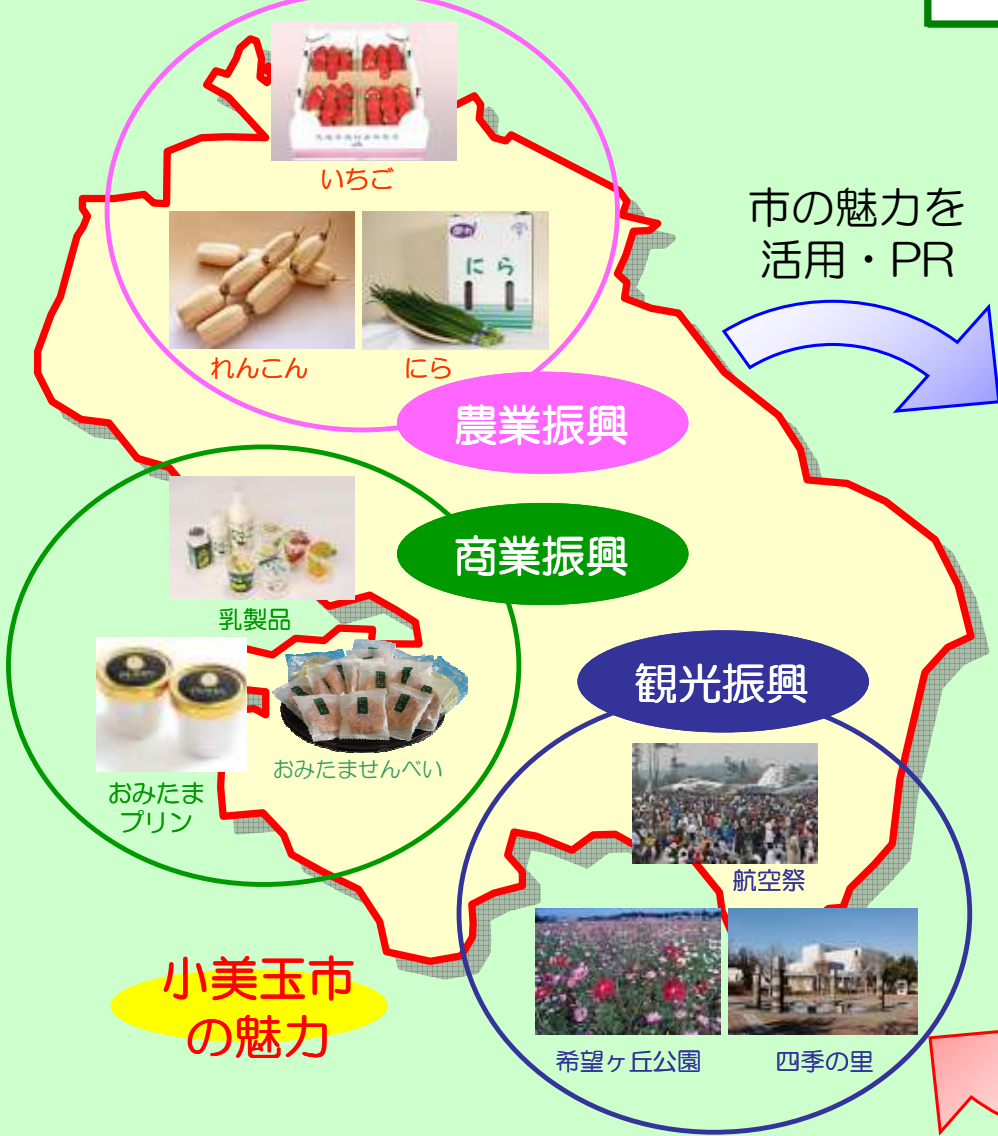 いちご
市の魅力を
活用・PR
にら
れんこん
にら
農業振興
商業振興
乳製品
観光振興
おみたませんべい
おみたま
プリン
航空祭
小美玉市
の魅力
希望ヶ丘公園
四季の里